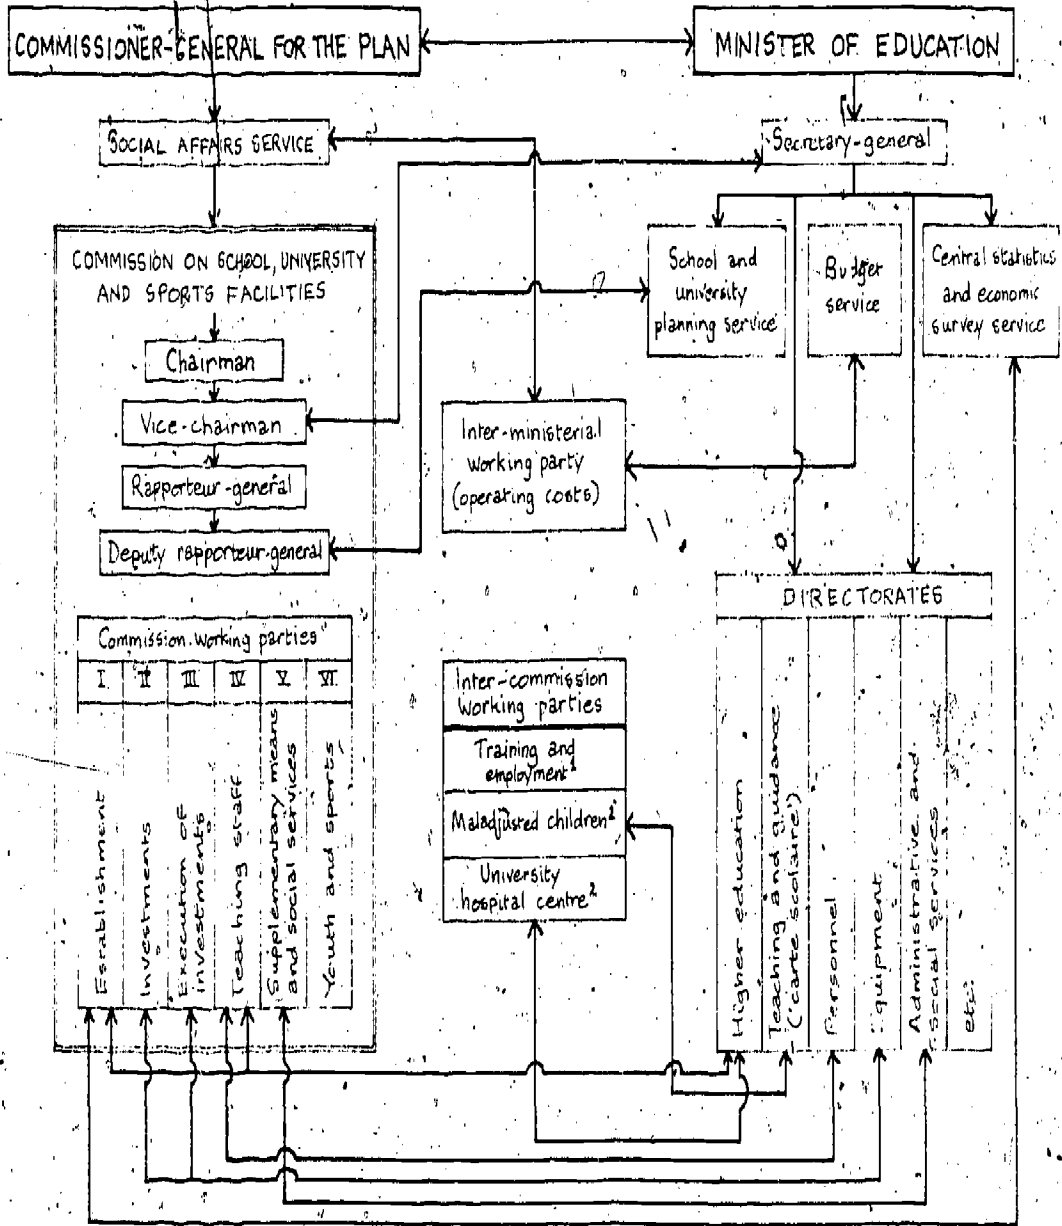 COMMISSIONER-GENERAL FOR THE PLAN
MINISTER OF EDUCATION
SOCIAL AFFAIRS SERVICE
Secretary-general
COMMISSION ON SCHOOL, UNIVERSITY
AND SPORTS FACILITIES
School and
university
planning service
Budget
service
Central statistics
and economic
survey service
Chairman
Vice-chairman
Rapporteur-general
Deputy rapporteur-general
Inter-ministerial
working party
(operating costs)
DIRECTORATES
Commission working parties
I II III IV V VI
Establishment
Investments
Execution of
investments
Teaching staff
Supplementary means
and social services
Youth and sports
Inter-commission
working parties
Training and
employment²
Maladjusted children²
University
hospital centre²
Higher education
Teaching and guidance
('carte scolaire')
Personnel
Equipment
Administrative and
social services
etc.